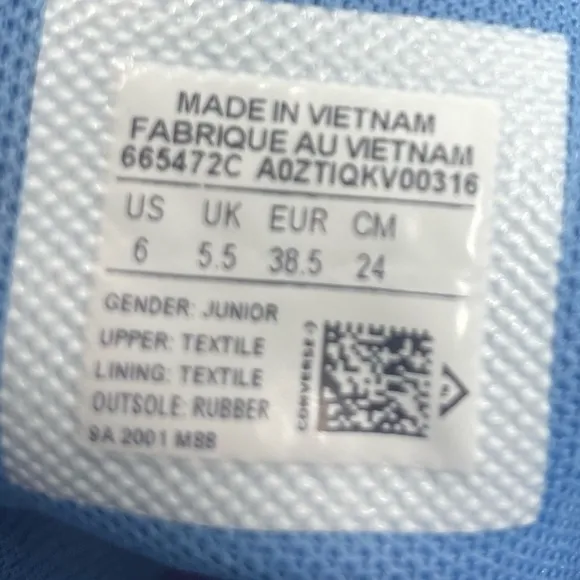 MADE IN VIETNAM
FABRIQUE AU VIETNAM
665472C A0ZTIQKV00316
US UK EUR CM
6 5.5 38.5 24
GENDER: JUNIOR
UPPER: TEXTILE
LINING: TEXTILE
OUTSOLE: RUBBER
CONVERSE
9A 2001 M88